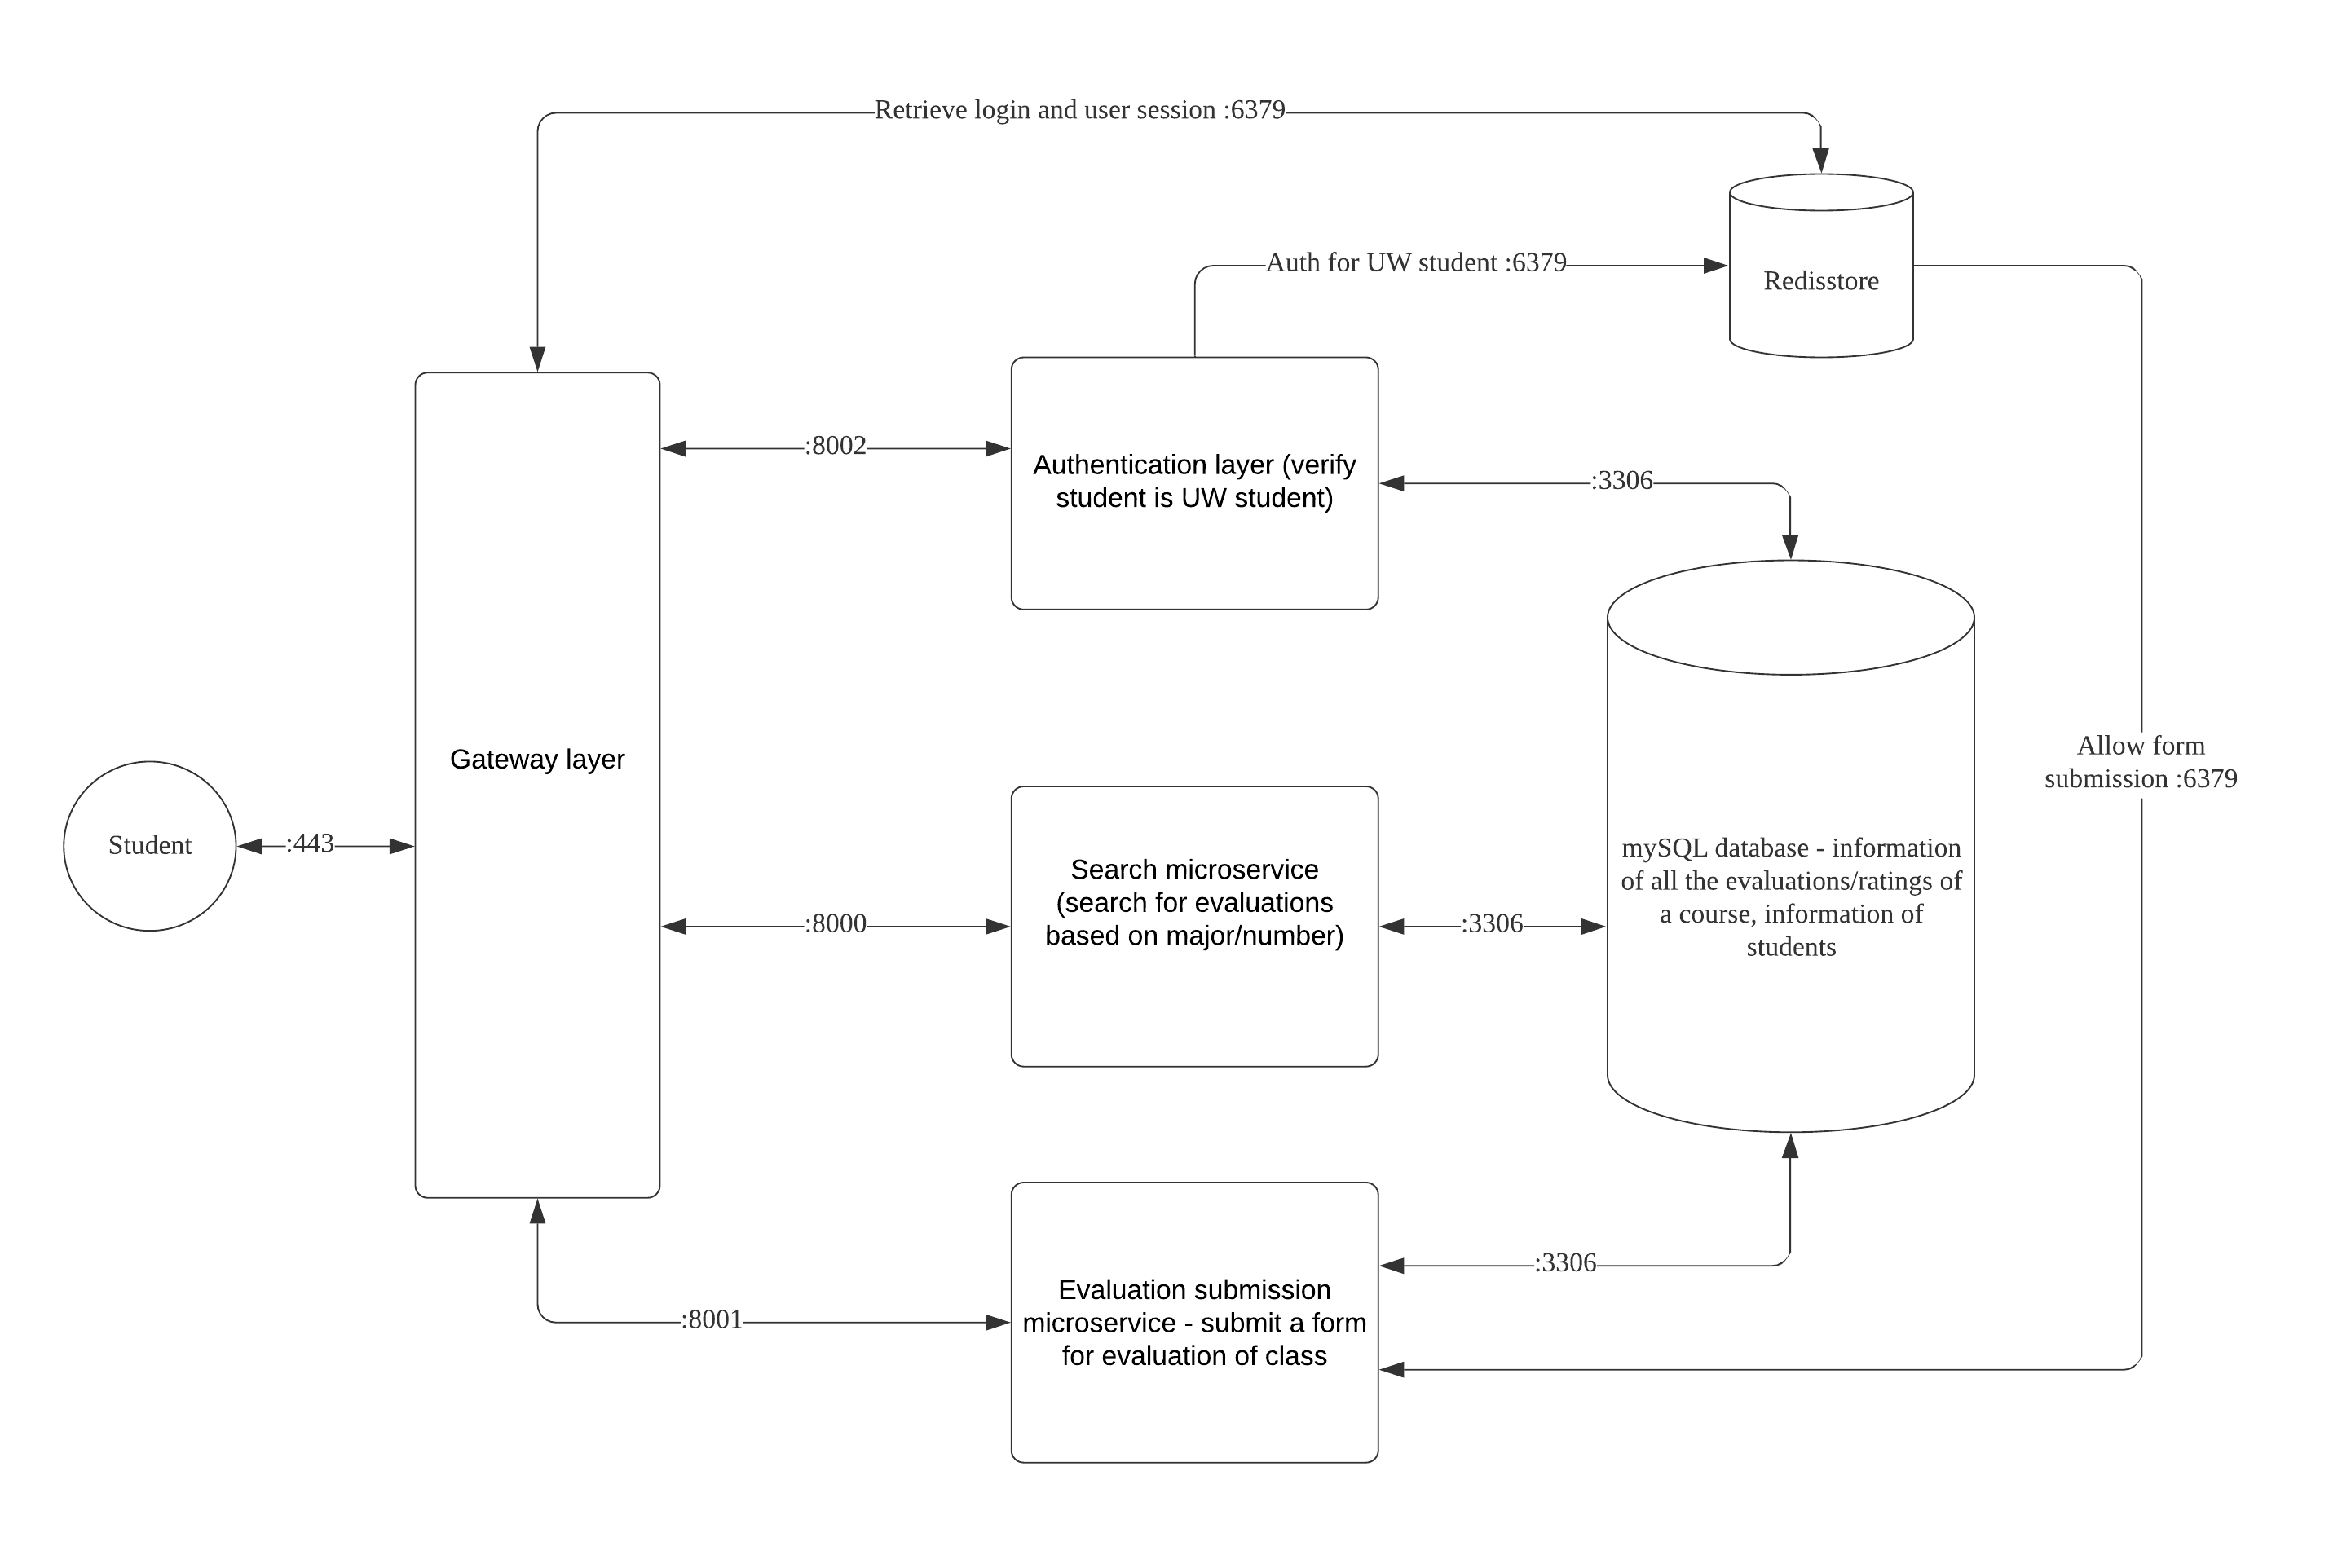 Retrieve login and user session :6379
Auth for UW student :6379
Redisstore
:8002
Authentication layer (verify
student is UW student)
:3306
Gateway layer
Allow form
submission :6379
Student
:443
Search microservice
(search for evaluations
based on major/number)
:8000
:3306
mySQL database - information
of all the evaluations/ratings of
a course, information of
students
:3306
Evaluation submission
microservice - submit a form
for evaluation of class
:8001